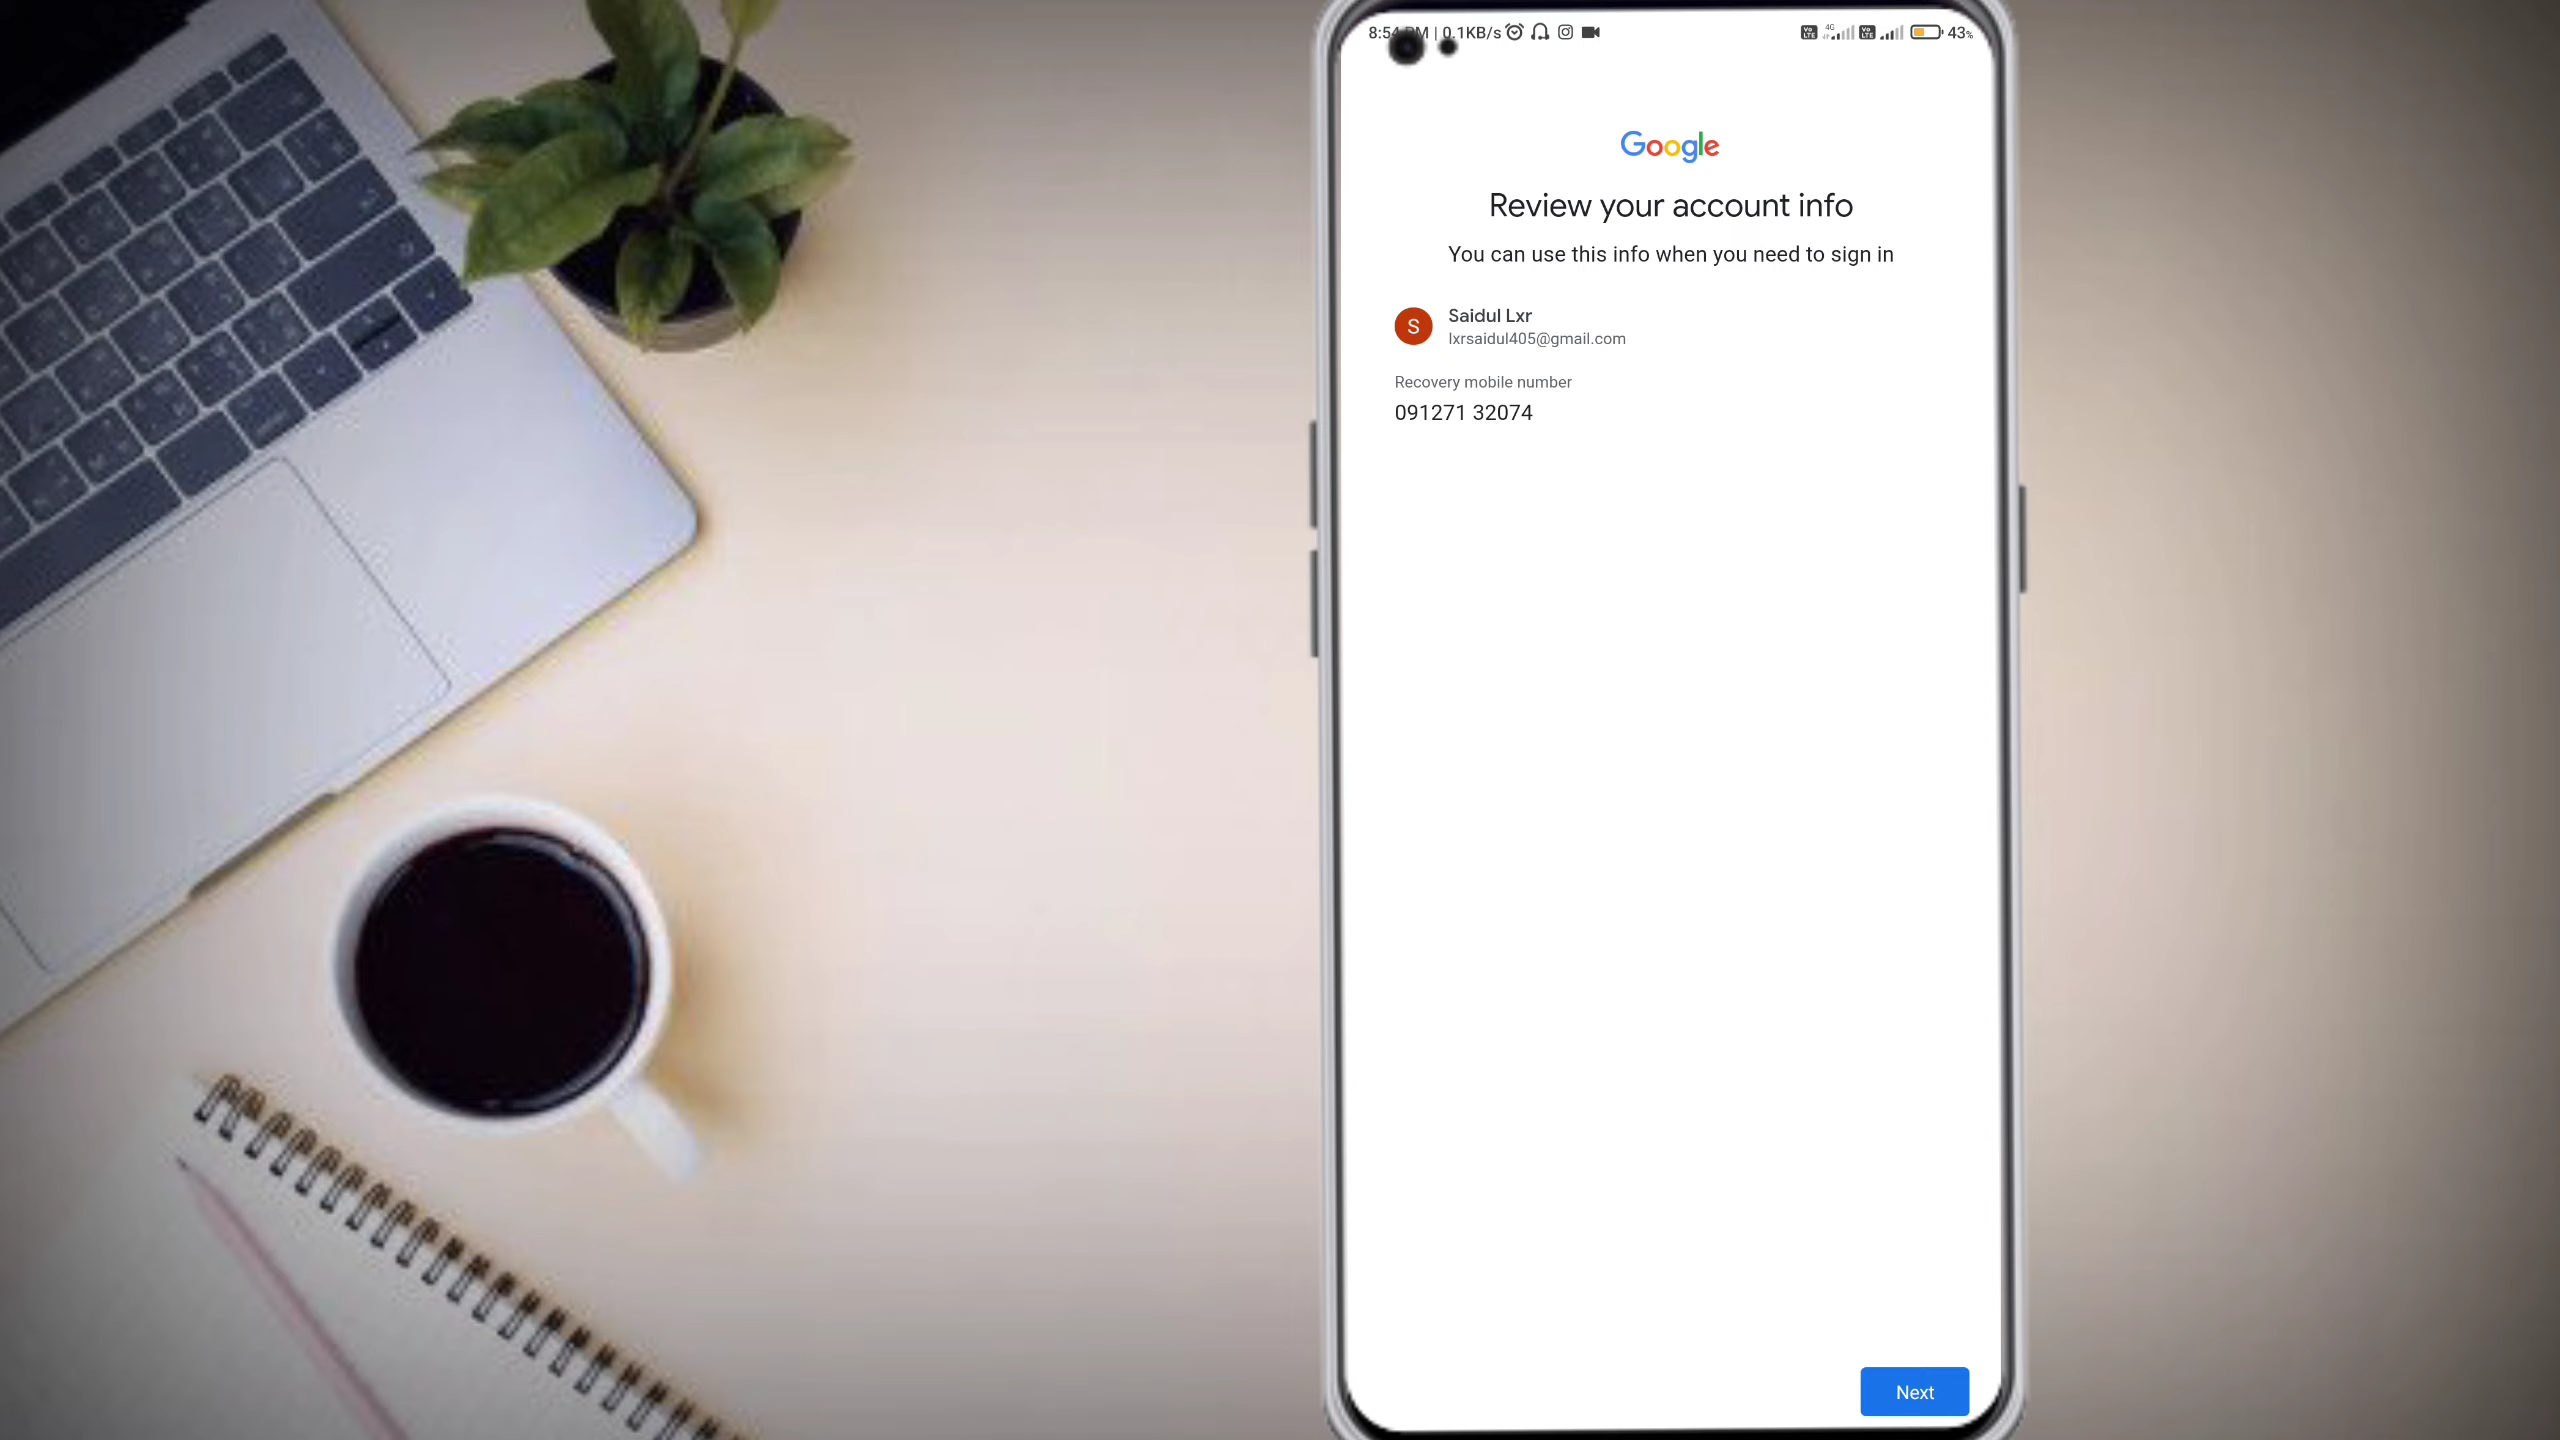 8:54 PM | 0.1KB/s
4G
43%
Google
Review your account info
You can use this info when you need to sign in
S
Saidul Lxr
lxrsaidul405@gmail.com
Recovery mobile number
091271 32074
Next